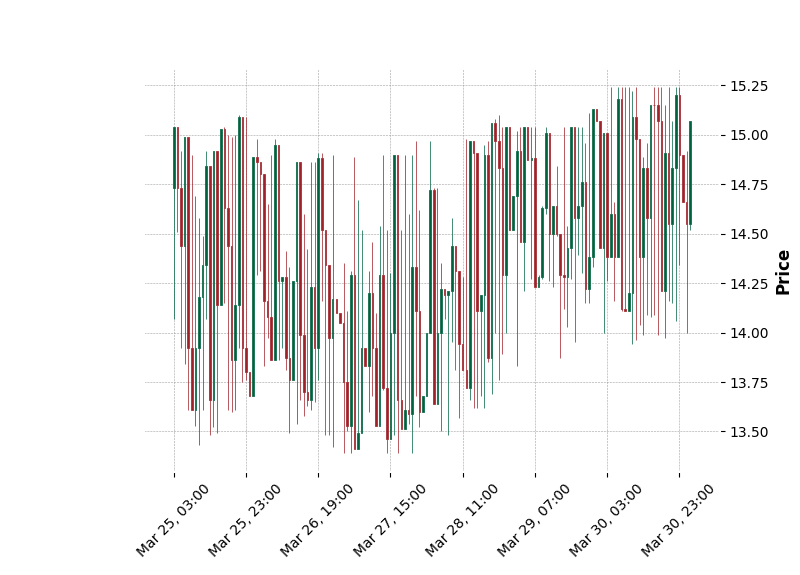 15.25
15.00
14.75
14.50
14.25
14.00
13.75
13.50
Price
Mar 25, 03:00
Mar 25, 23:00
Mar 26, 19:00
Mar 27, 15:00
Mar 28, 11:00
Mar 29, 07:00
Mar 30, 03:00
Mar 30, 23:00